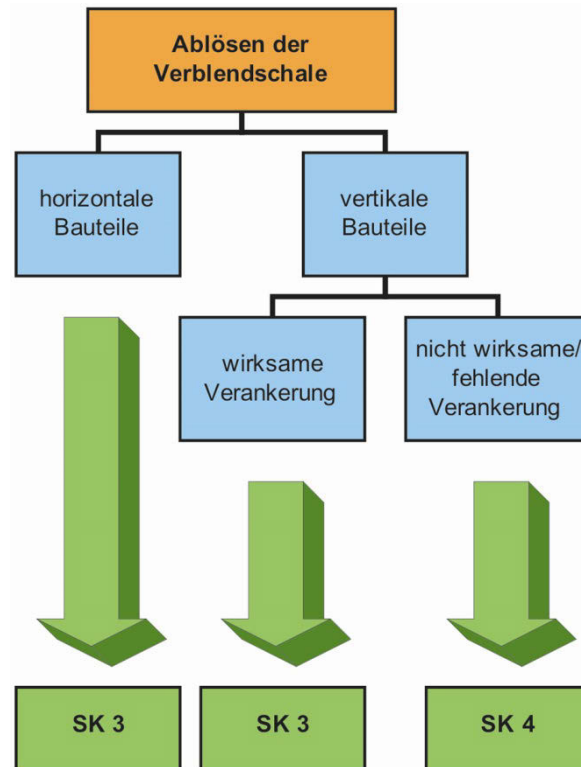 Ablösen der
Verblendschale
horizontale
Bauteile
vertikale
Bauteile
wirksame
Verankerung
nicht wirksame/
fehlende
Verankerung
SK 3
SK 3
SK 4